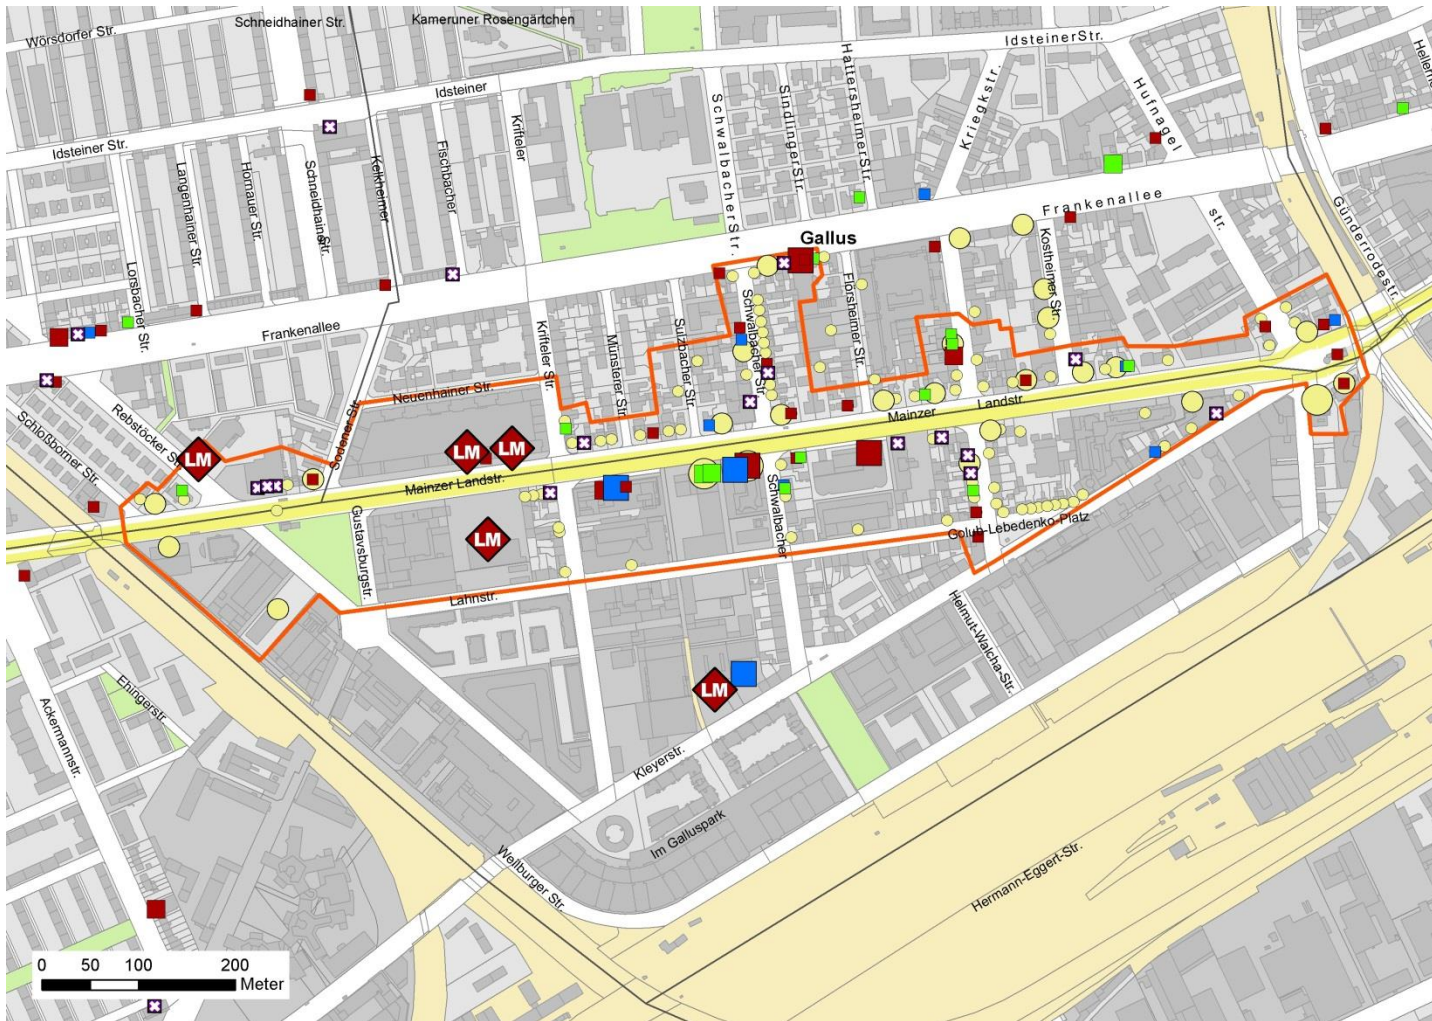 Schneidhainer Str.
Kameruner Rosengärtchen
Wörsdorfer Str.
IdsteinerStr.
Hattersheimer Str.
Hufnagel
Kriegkstr.
Idsteiner
Schwalbacher Str.
Sindlinger Str.
Idsteiner Str.
Krifteler
Fischbacher
Kelkheimer
Schneidhainer
Str.
Hornauer Str.
Langenhainer Str.
Lorsbacher Str.
Frankenallee
str.
Günderrodestr.
Gallus
Kostheimer Str.
Florsheimer Str.
Schwalbacher Str.
Sulzbacher Str.
Münsterer Str.
Krifteler Str.
Frankenallee
Neuenhainer Str.
Sodener Str.
Rebstöcker Str.
Schloßborner Str.
Mainzer
Landstr.
LM
LM
LM
Mainzer Landstr.
Schwalbacher
Gustavsburgstr.
LM
Golub-Lebedenko-Platz
Lahnstr.
Helmut-Walcha-Str.
LM
Ehingerstr.
Ackermannstr.
Kleyerstr.
Im Galluspark
Weilburger Str.
Hermann-Eggert-Str.
0 50 100 200
Meter